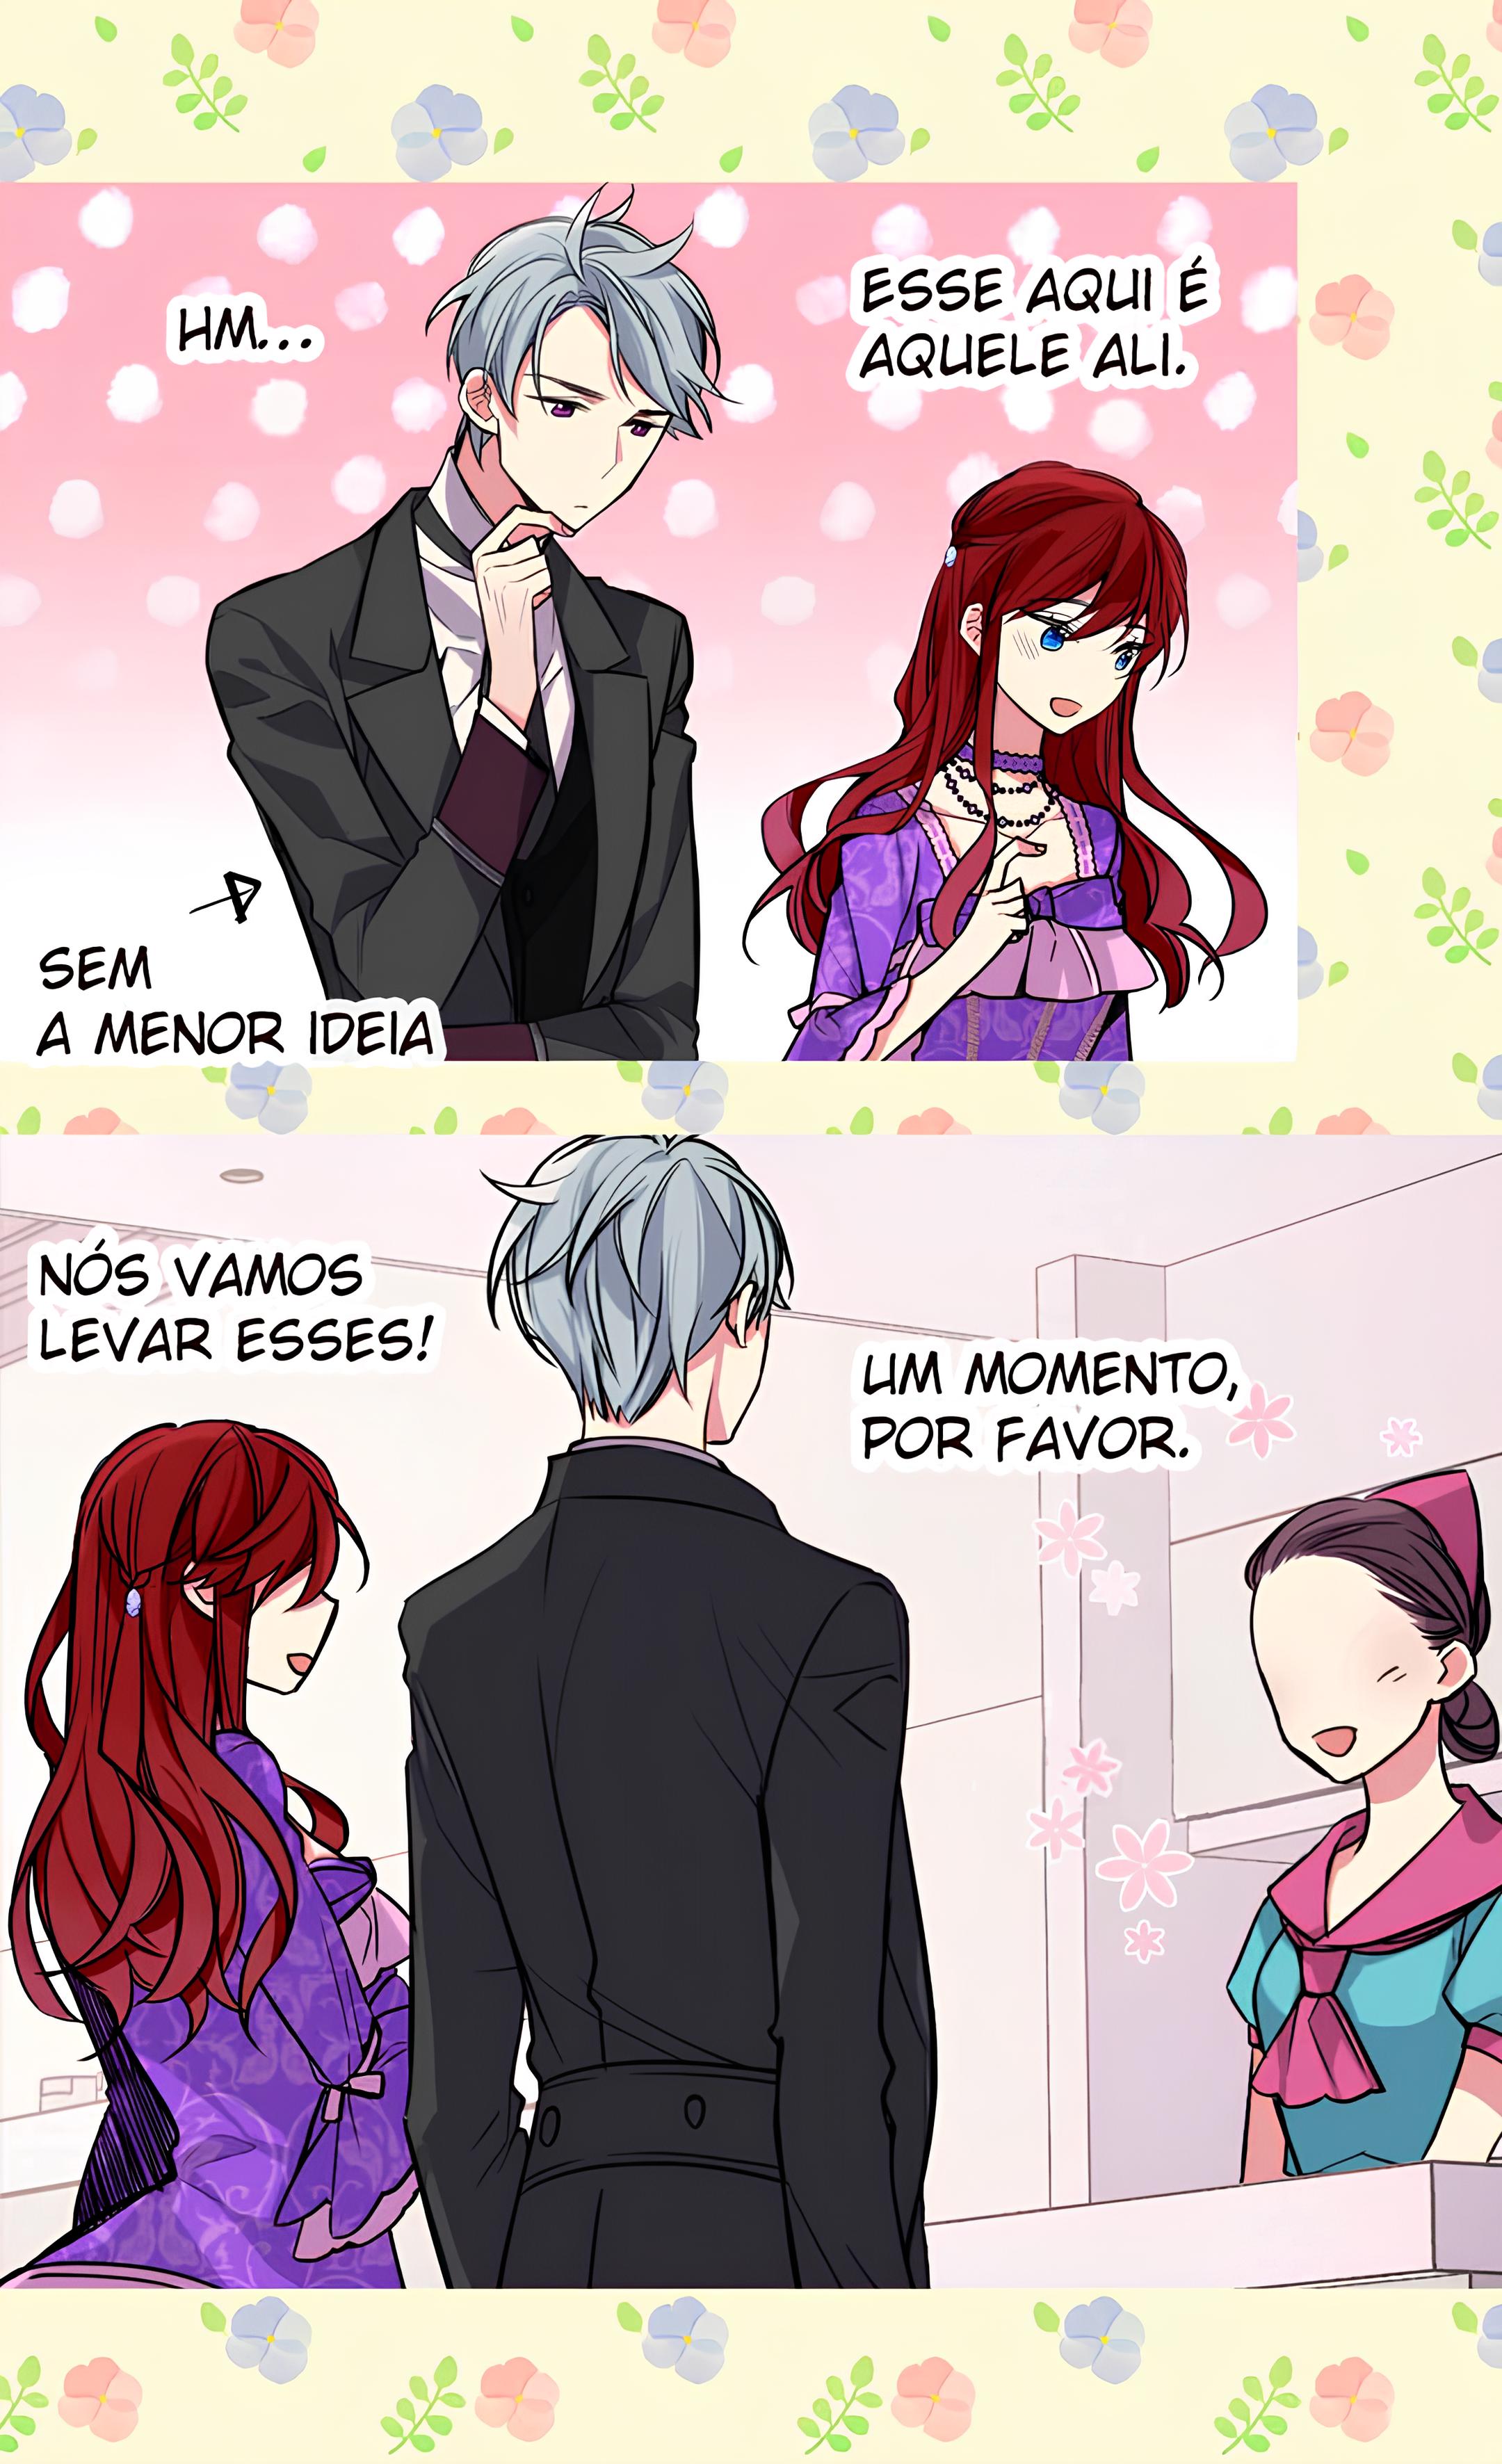 HM...
ESSE AQUI É
AQUELE ALI.
SEM
A MENOR IDEIA
NÓS VAMOS
LEVAR ESSES!
UM MOMENTO,
POR FAVOR.